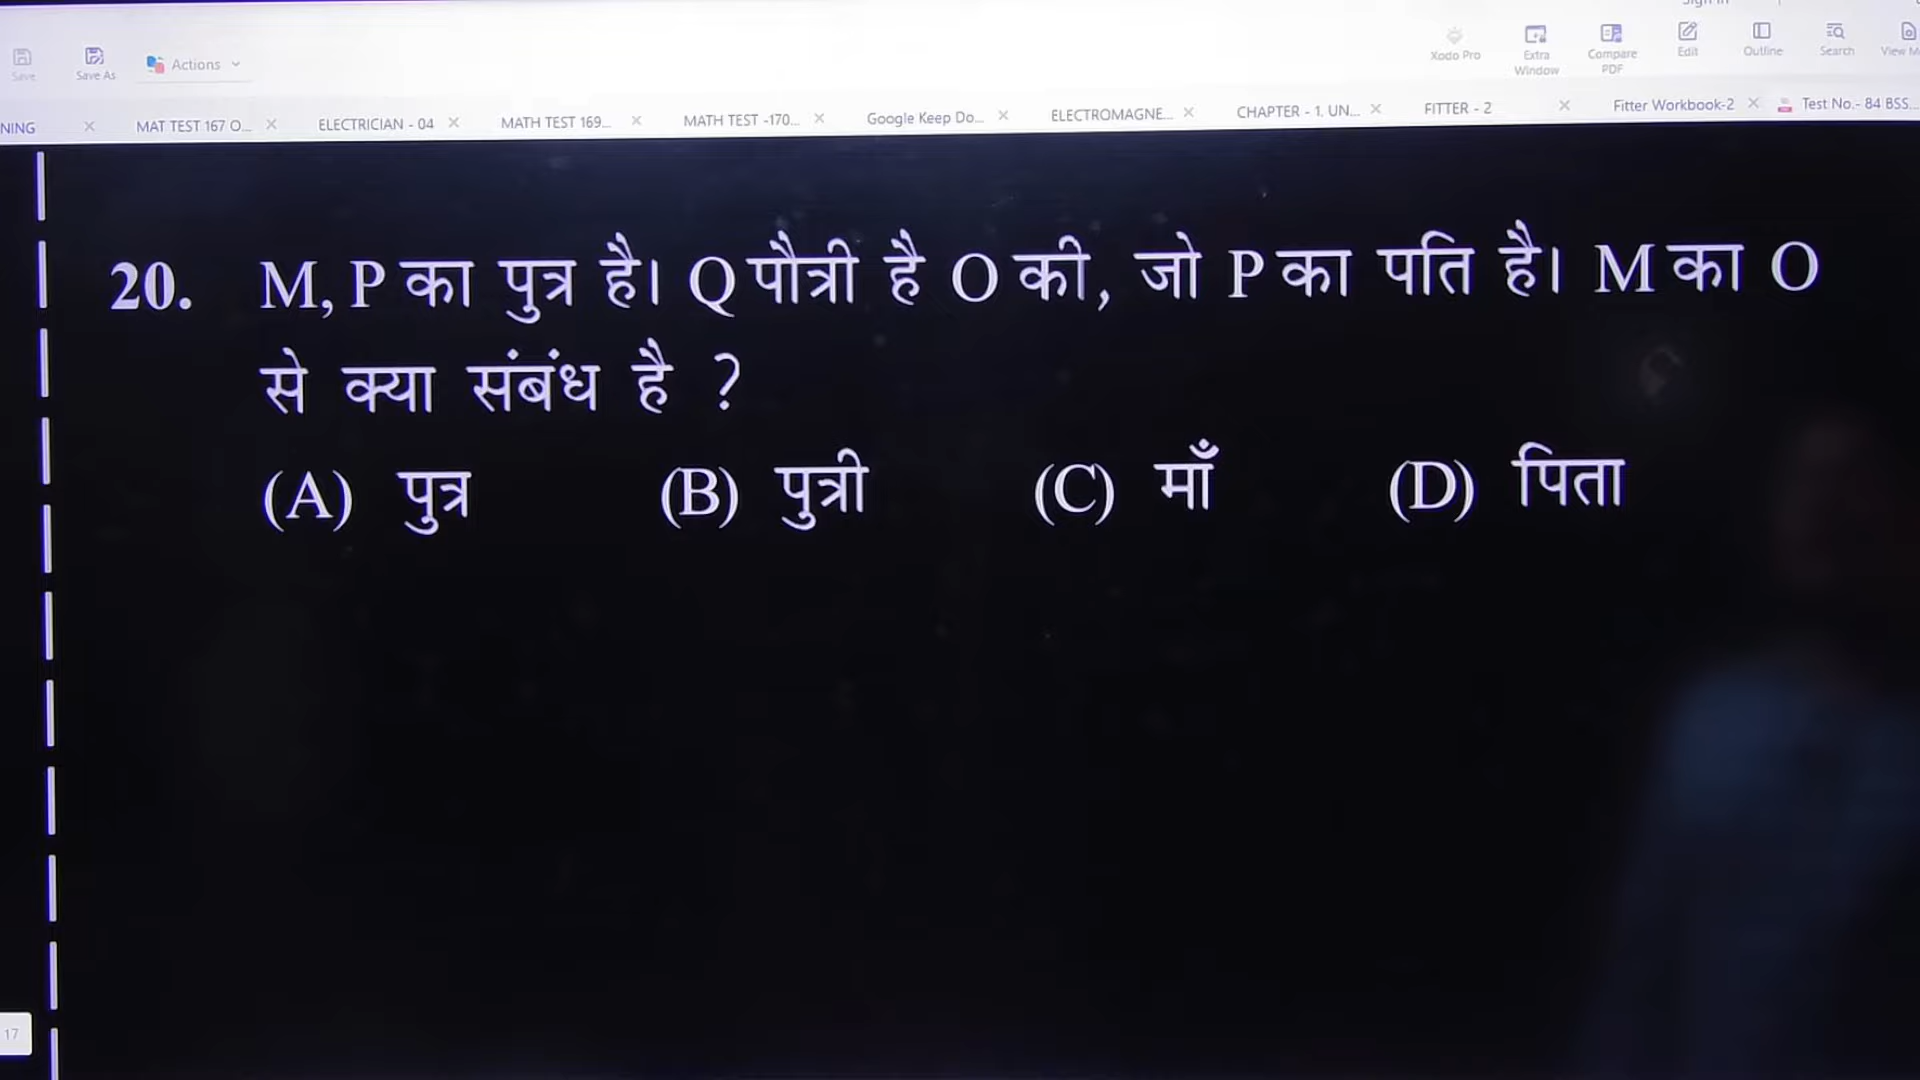 Save
Save As
Actions
Xodo Pro
Extra Window
Compare PDF
Edit
Outline
Search
NING
MAT TEST 167 O...
ELECTRICIAN - 04
MATH TEST 169...
MATH TEST -170...
Google Keep Do...
ELECTROMAGNE...
CHAPTER - 1, UN...
FITTER - 2
Fitter Workbook-2
Test No.- 84 BSS...
20. M, P का पुत्र है। Q पौत्री है O की, जो P का पति है। M का O
से क्या संबंध है ?
(A) पुत्र (B) पुत्री (C) माँ (D) पिता
17